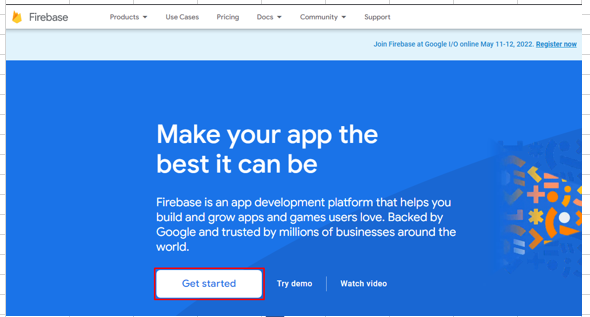 Firebase
Products
Use Cases
Pricing
Docs
Community
Support
Join Firebase at Google I/O online May 11-12, 2022. Register now
Make your app the
best it can be
Firebase is an app development platform that helps you
build and grow apps and games users love. Backed by
Google and trusted by millions of businesses around the
world.
Get started
Try demo
Watch video